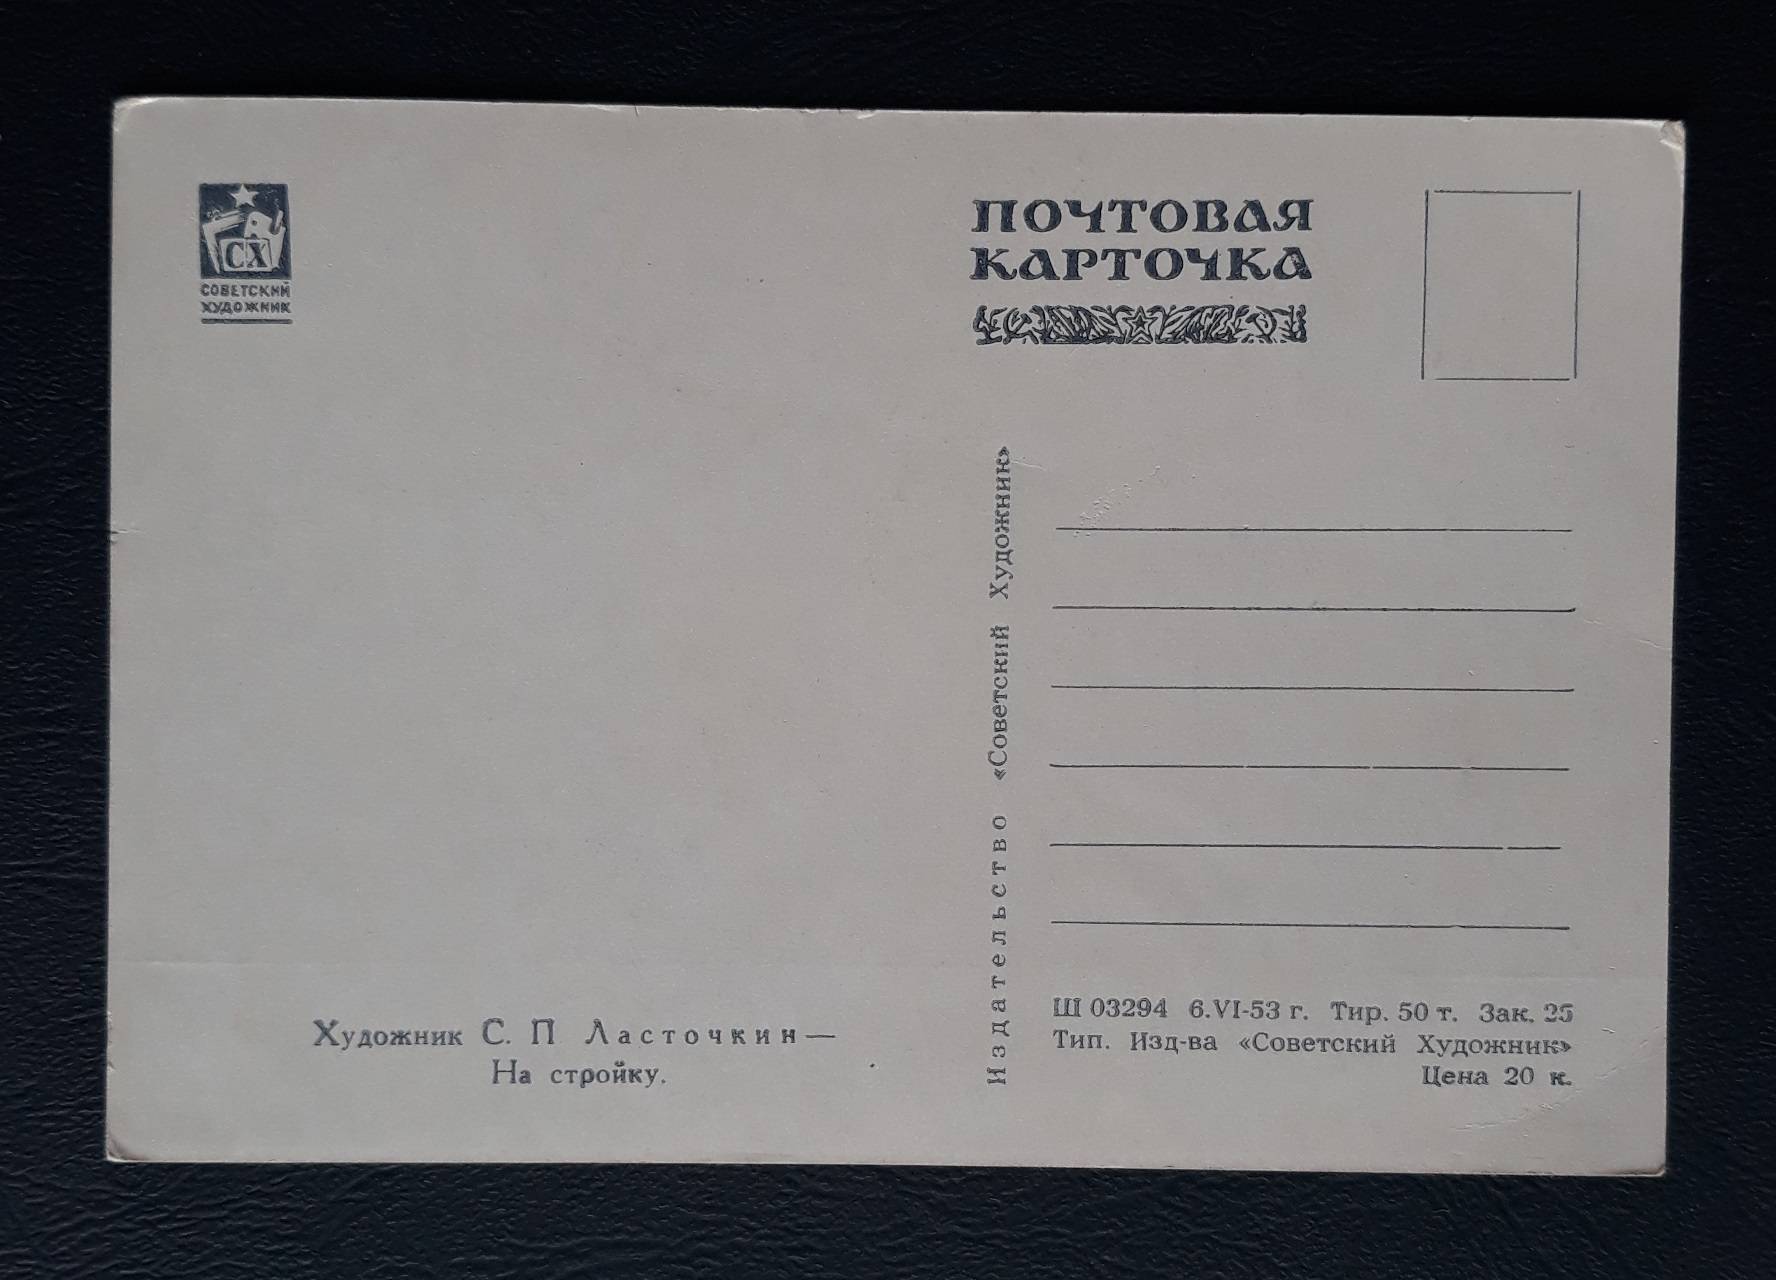 СХ
СОВЕТСКИЙ
ХУДОЖНИК
ПОЧТОВАЯ
КАРТОЧКА
Издательство «Советский Художник»
Художник С. П Ласточкин—
На стройку.
Ш 03294 6.VI-53 г. Тир. 50 т. Зак. 25
Тип. Изд-ва «Советский Художник»
Цена 20 к.